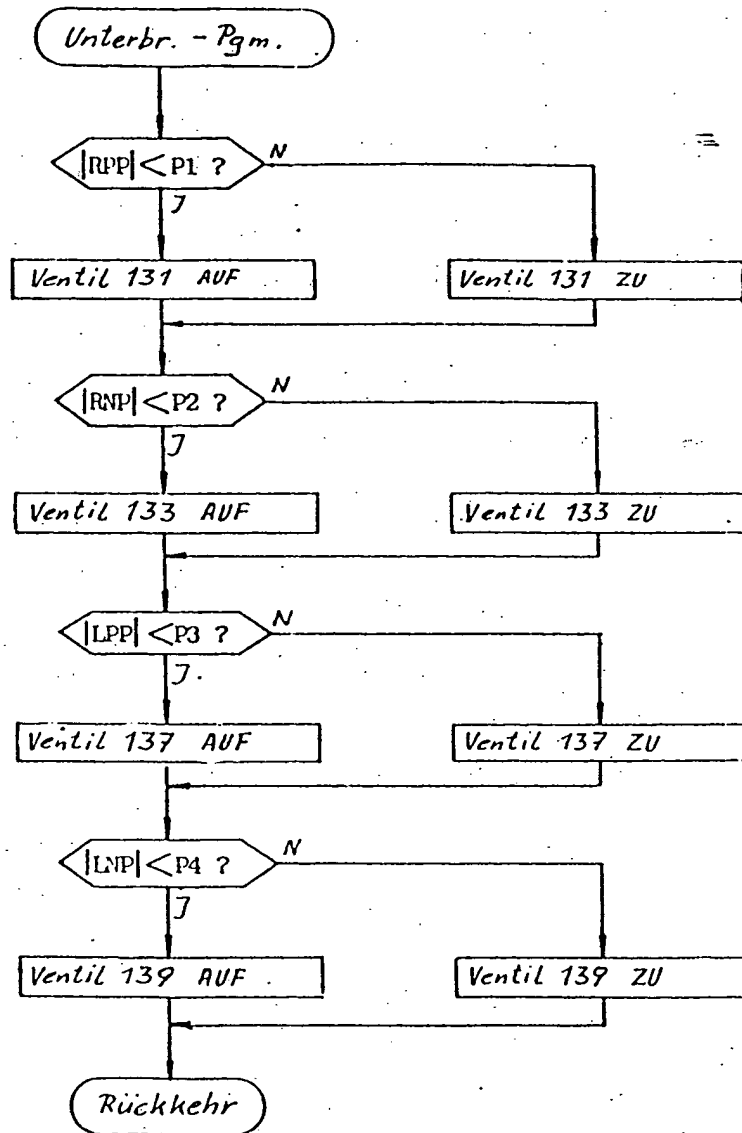 Unterbr. - Pgm.
|RPP| < P1 ?
N
J
Ventil 131 AUF
Ventil 131 ZU
|RNP| < P2 ?
N
J
Ventil 133 AUF
Ventil 133 ZU
|LPP| < P3 ?
N
J.
Ventil 137 AUF
Ventil 137 ZU
|LNP| < P4 ?
N
J
Ventil 139 AUF
Ventil 139 ZU
Rückkehr